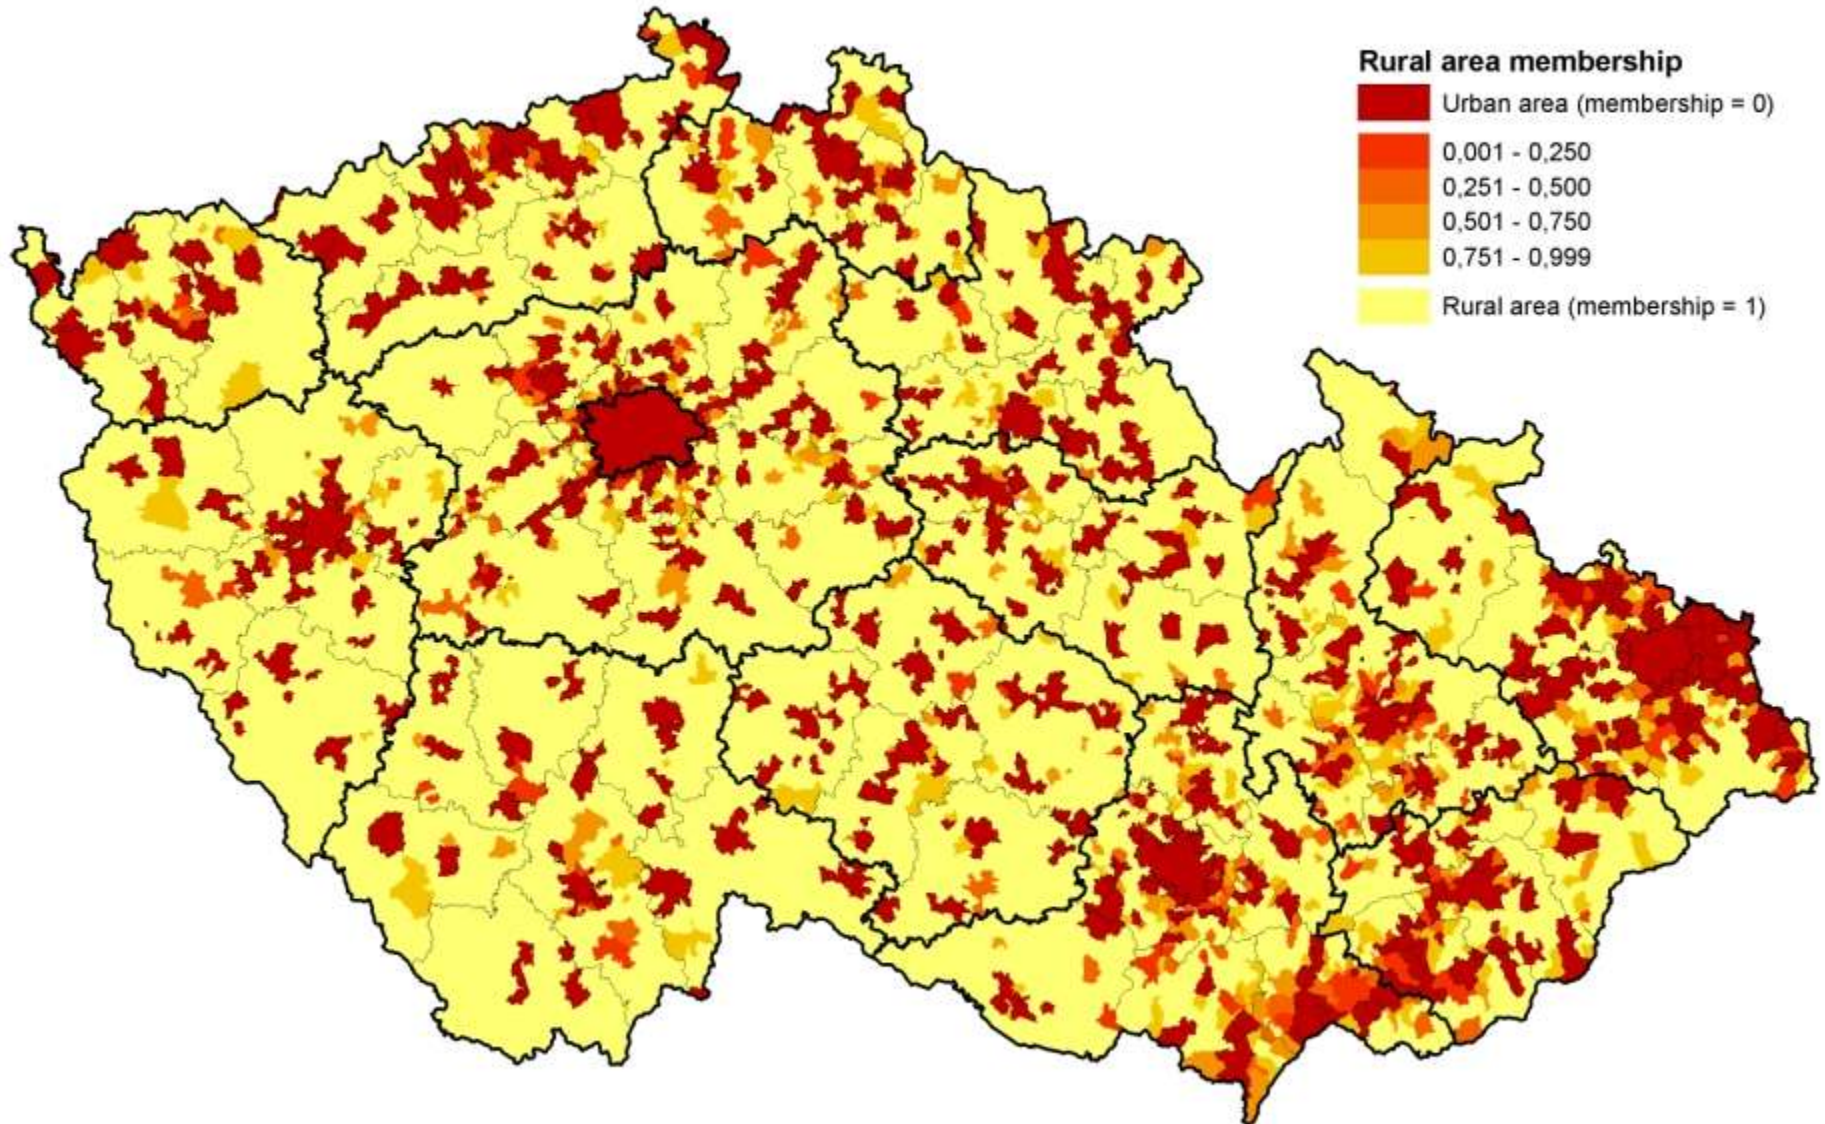 Rural area membership
Urban area (membership = 0)
0,001 - 0,250
0,251 - 0,500
0,501 - 0,750
0,751 - 0,999
Rural area (membership = 1)